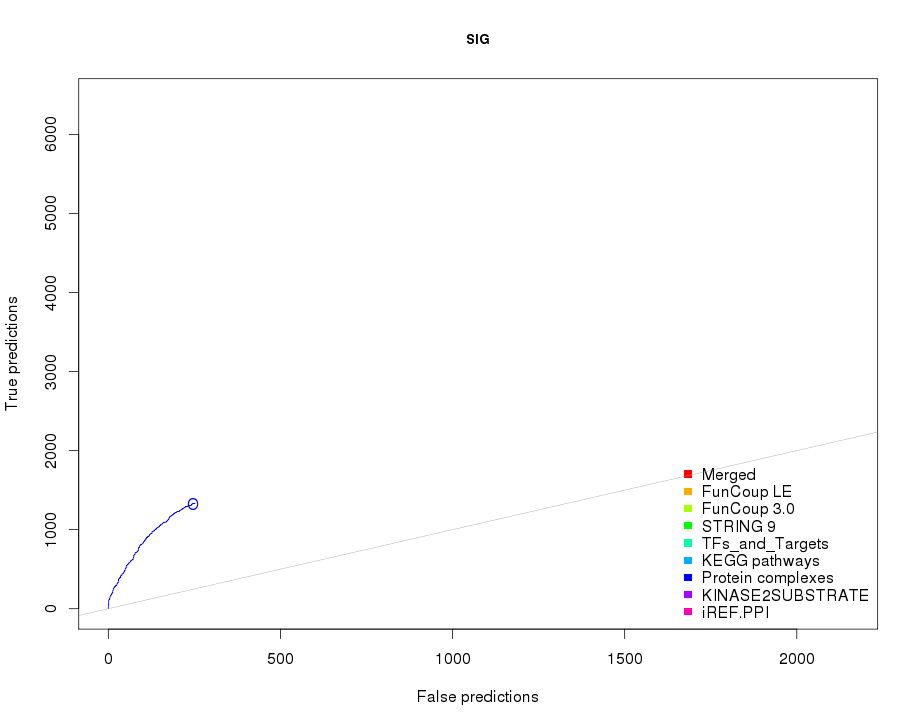 SIG
True predictions
6000
5000
4000
3000
2000
1000
0
Merged
FunCoup LE
FunCoup 3.0
STRING 9
TFs_and_Targets
KEGG pathways
Protein complexes
KINASE2SUBSTRATE
iREF.PPI
0 500 1000 1500 2000
False predictions